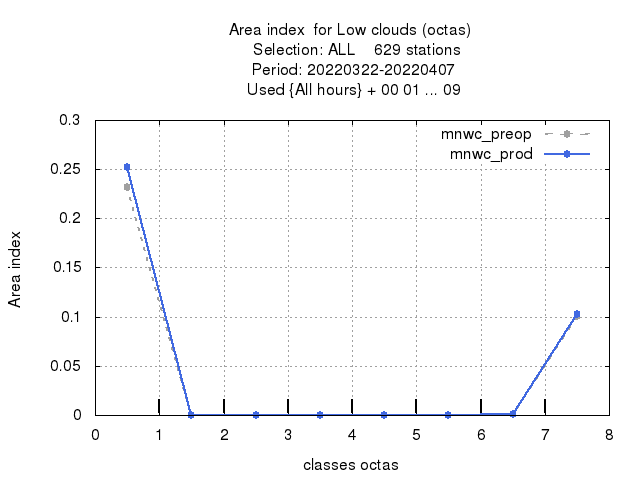 Area index  for Low clouds (octas)
Selection: ALL    629 stations
Period: 20220322-20220407
Used {All hours} + 00 01 ... 09
mnwc_preop
mnwc_prod
0.3
0.25
0.2
0.15
0.1
0.05
0
Area index
0 1 2 3 4 5 6 7 8
classes octas